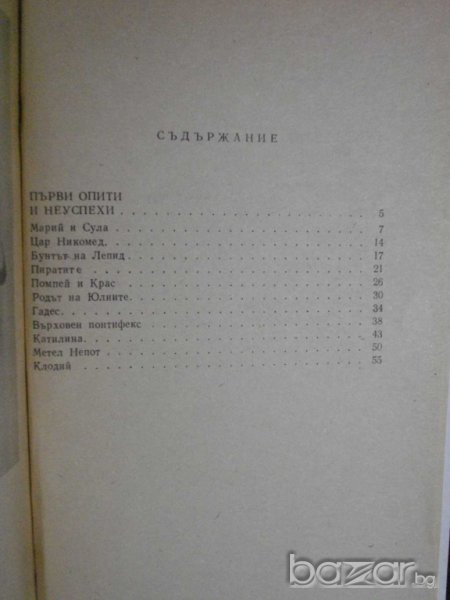 СЪДЪРЖАНИЕ
ПЪРВИ ОПИТИ
И НЕУСПЕХИ . . . . . . . . . . . . . . . . . 5
Марий и Сула . . . . . . . . . . . . . . . . . 7
Цар Никомед. . . . . . . . . . . . . . . . . . 14
Бунтът на Лепид . . . . . . . . . . . . . . . . 17
Пиратите . . . . . . . . . . . . . . . . . . . 21
Помпей и Крас . . . . . . . . . . . . . . . . . 26
Родът на Юлиите. . . . . . . . . . . . . . . . 30
Гадес. . . . . . . . . . . . . . . . . . . . . 34
Върховен понтифекс . . . . . . . . . . . . . . 38
Катилина. . . . . . . . . . . . . . . . . . . 43
Метел Непот . . . . . . . . . . . . . . . . . 50
Клодий . . . . . . . . . . . . . . . . . . . . 55
bazar.bg